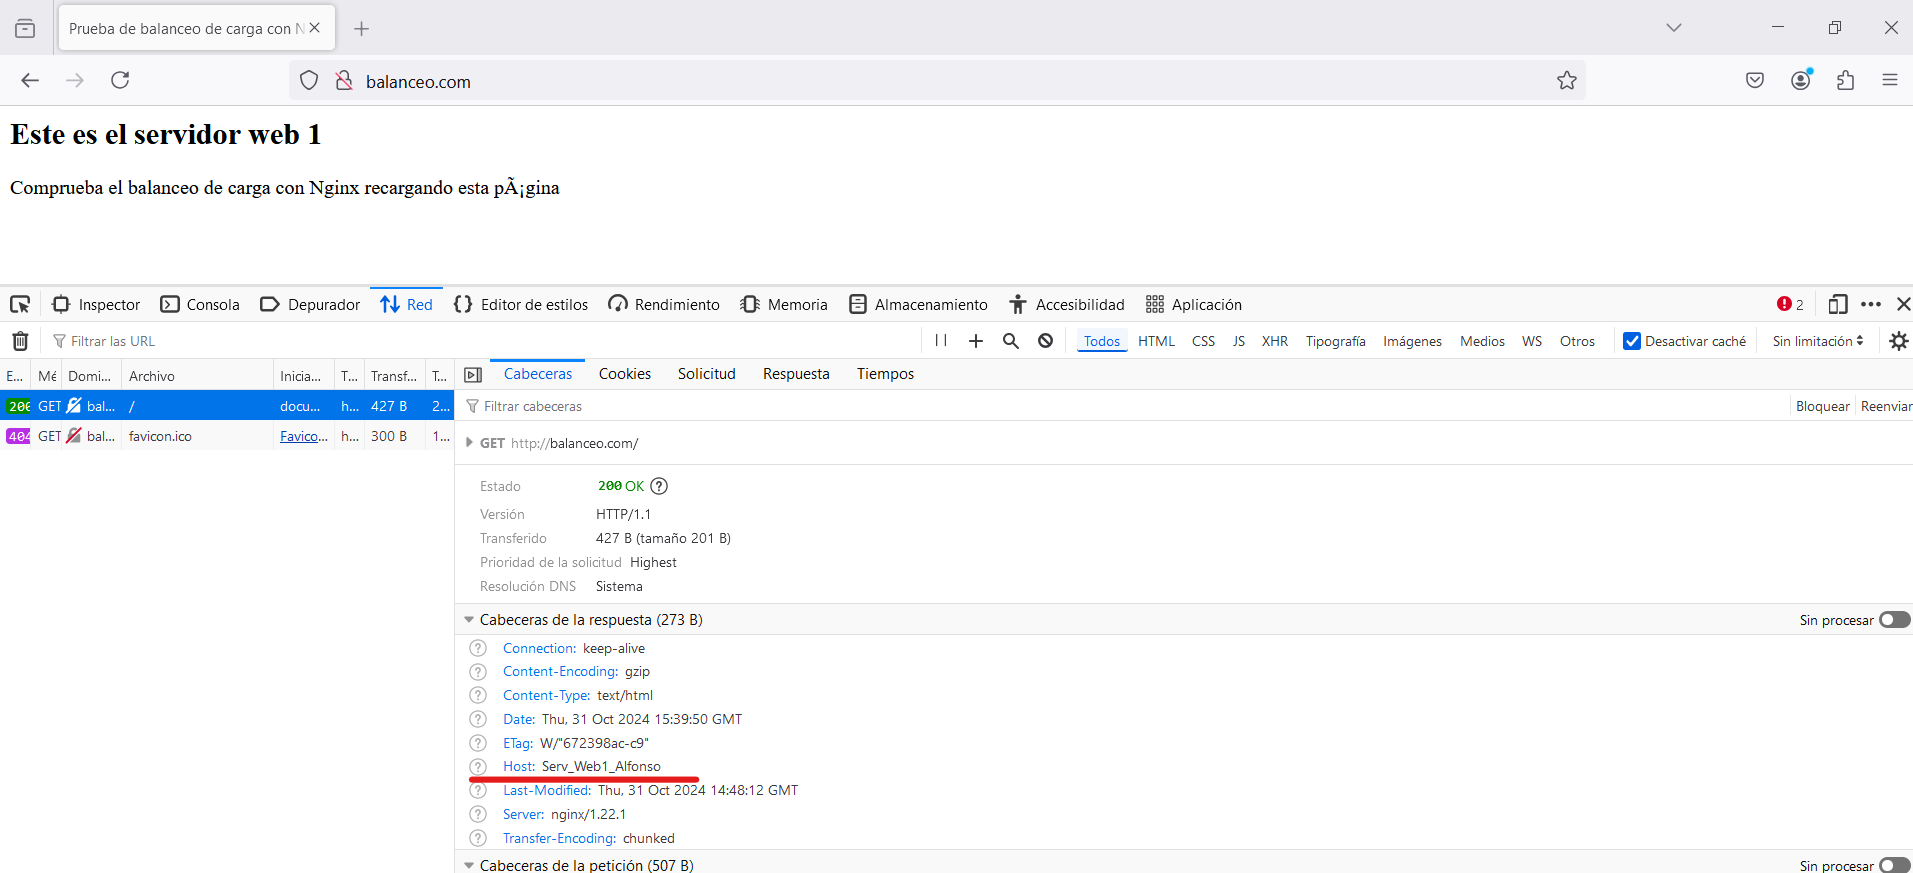 Prueba de balanceo de carga con N
balanceo.com
Este es el servidor web 1
Comprueba el balanceo de carga con Nginx recargando esta pÃ¡gina
Inspector Consola Depurador Red Editor de estilos Rendimiento Memoria Almacenamiento Accesibilidad Aplicación 2
Filtrar las URL Todos HTML CSS JS XHR Tipografía Imágenes Medios WS Otros Desactivar caché Sin limitación
E... Mé Domi... Archivo Inicia... T... Transf... T...
200 GET bal... / docu... h... 427 B 2...
404 GET bal... favicon.ico Favico... h... 300 B 1...
Cabeceras Cookies Solicitud Respuesta Tiempos
Filtrar cabeceras Bloquear Reenviar
GET http://balanceo.com/
Estado 200 OK
Versión HTTP/1.1
Transferido 427 B (tamaño 201 B)
Prioridad de la solicitud Highest
Resolución DNS Sistema
Cabeceras de la respuesta (273 B) Sin procesar
Connection: keep-alive
Content-Encoding: gzip
Content-Type: text/html
Date: Thu, 31 Oct 2024 15:39:50 GMT
ETag: W/"672398ac-c9"
Host: Serv_Web1_Alfonso
Last-Modified: Thu, 31 Oct 2024 14:48:12 GMT
Server: nginx/1.22.1
Transfer-Encoding: chunked
Cabeceras de la petición (507 B) Sin procesar